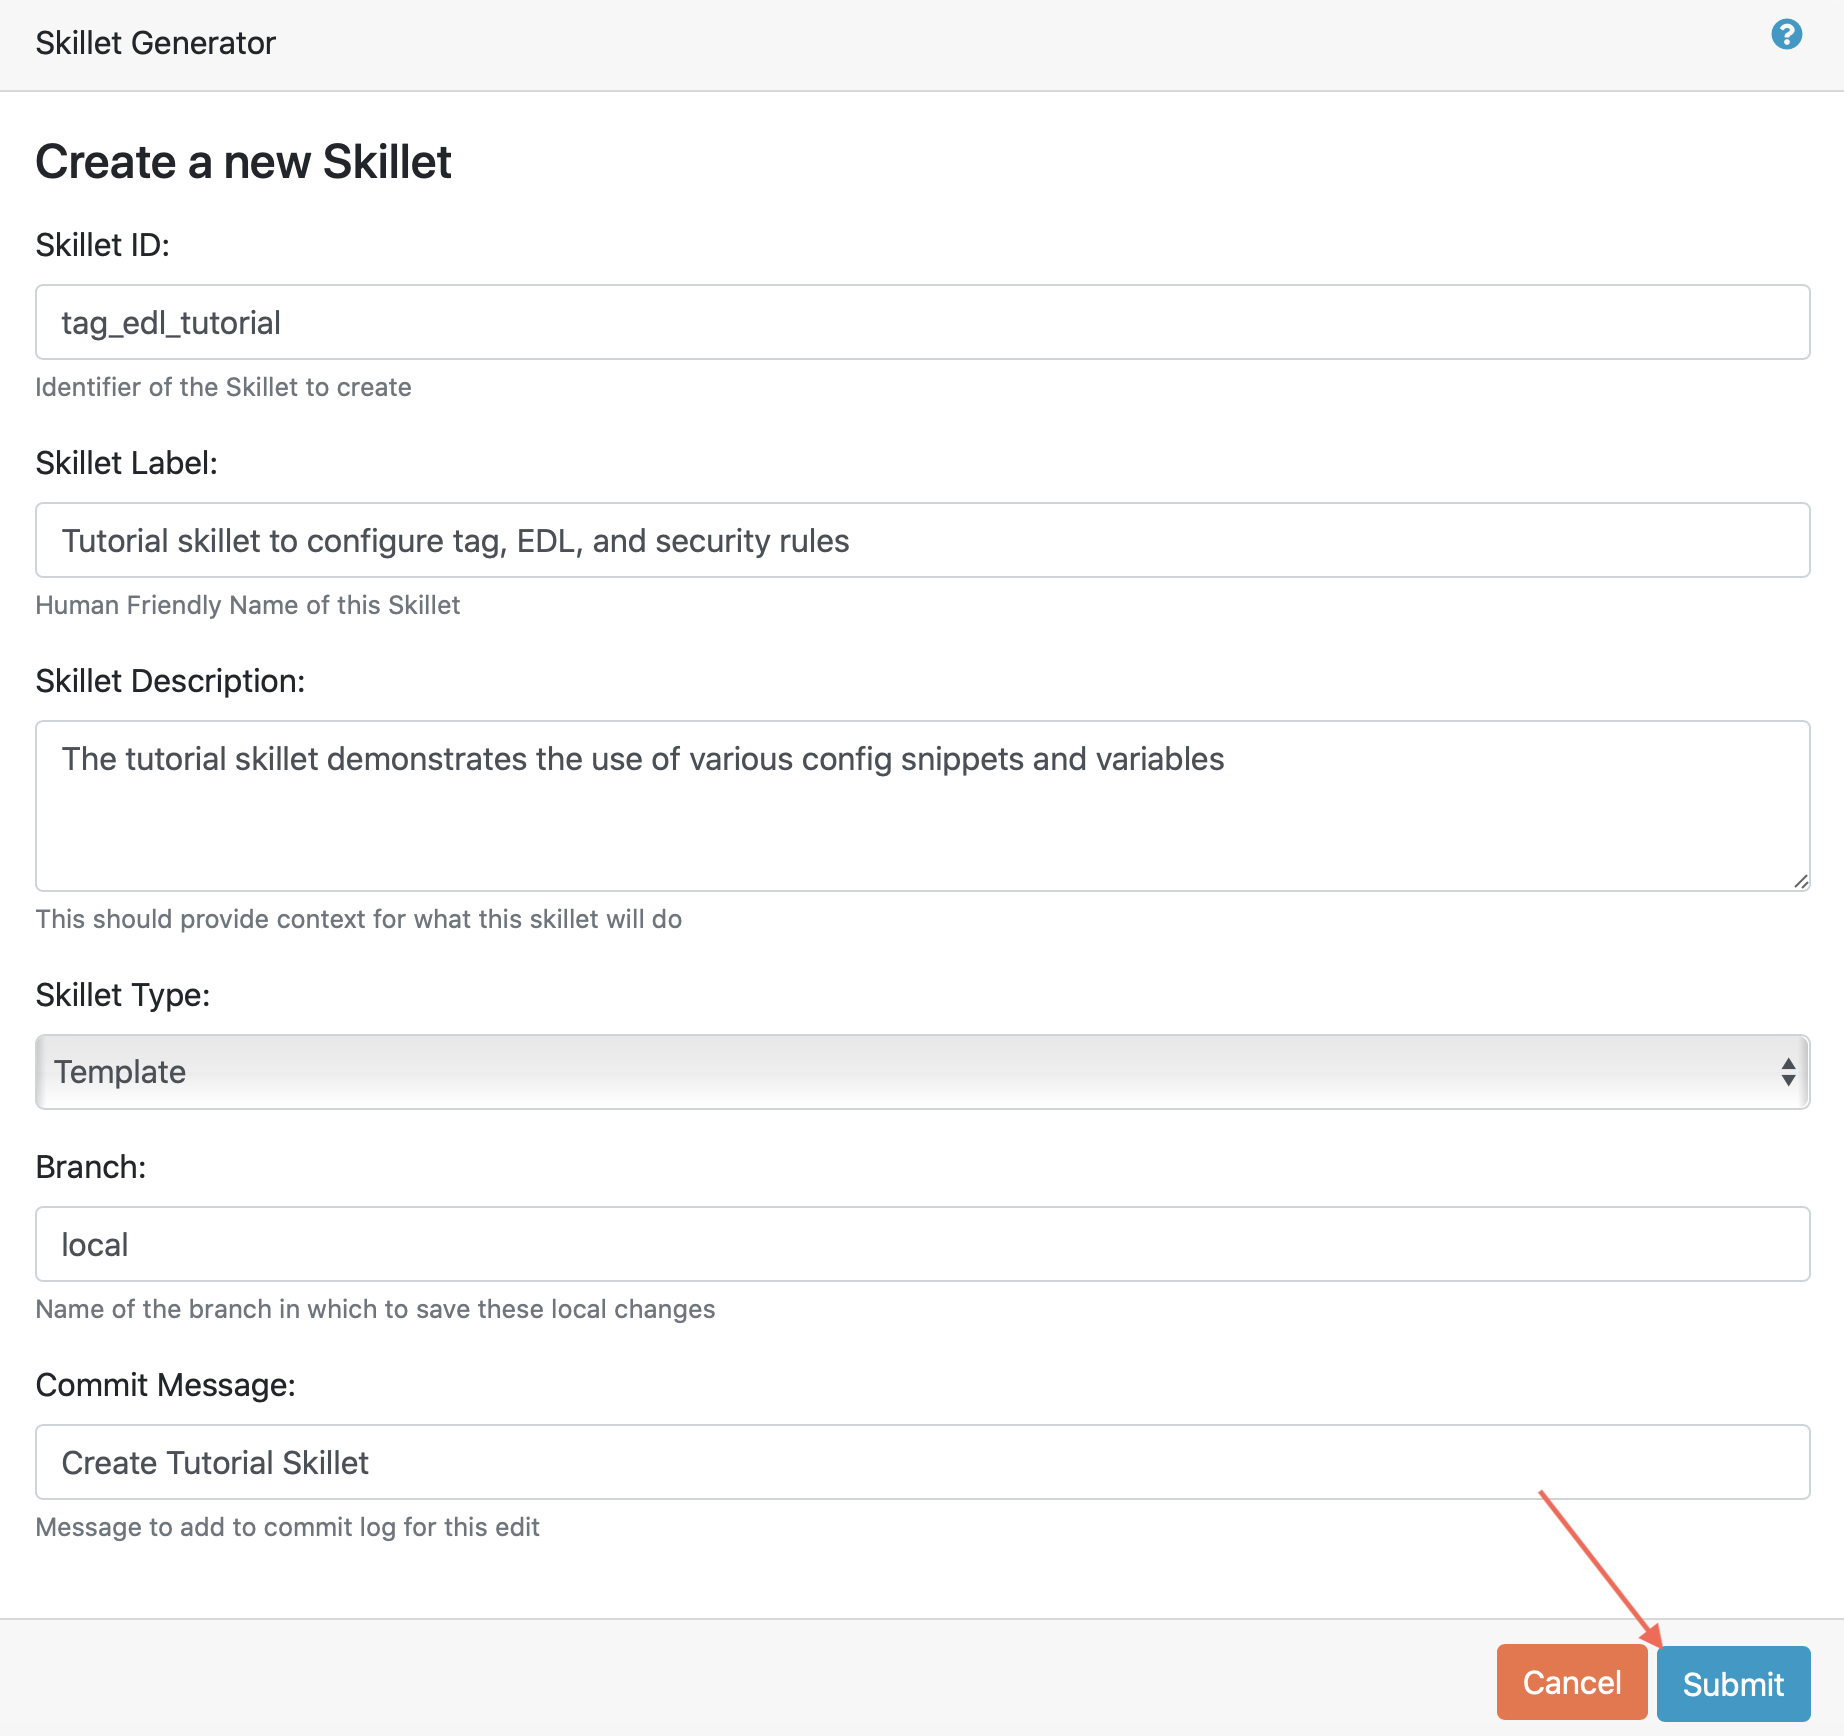 Skillet Generator
?
Create a new Skillet
Skillet ID:
tag_edl_tutorial
Identifier of the Skillet to create
Skillet Label:
Tutorial skillet to configure tag, EDL, and security rules
Human Friendly Name of this Skillet
Skillet Description:
The tutorial skillet demonstrates the use of various config snippets and variables
This should provide context for what this skillet will do
Skillet Type:
Template
Branch:
local
Name of the branch in which to save these local changes
Commit Message:
Create Tutorial Skillet
Message to add to commit log for this edit
Cancel Submit